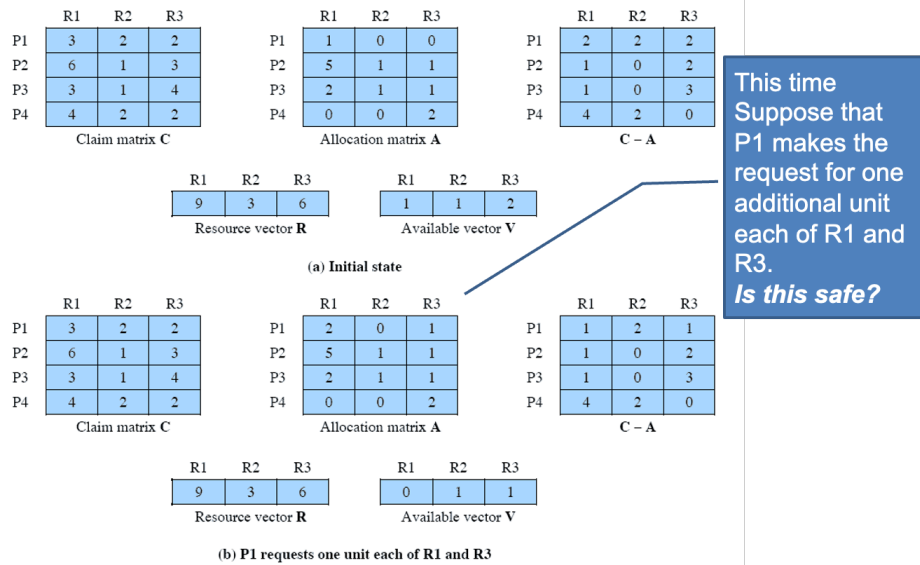 R1 R2 R3 R1 R2 R3 R1 R2 R3
P1 3 2 2 P1 1 0 0 P1 2 2 2
P2 6 1 3 P2 5 1 1 P2 1 0 2
P3 3 1 4 P3 2 1 1 P3 1 0 3
P4 4 2 2 P4 0 0 2 P4 4 2 0
Claim matrix C Allocation matrix A C – A
R1 R2 R3 R1 R2 R3
9 3 6 1 1 2
Resource vector R Available vector V
(a) Initial state
This time
Suppose that
P1 makes the
request for one
additional unit
each of R1 and
R3.
Is this safe?
R1 R2 R3 R1 R2 R3 R1 R2 R3
P1 3 2 2 P1 2 0 1 P1 1 2 1
P2 6 1 3 P2 5 1 1 P2 1 0 2
P3 3 1 4 P3 2 1 1 P3 1 0 3
P4 4 2 2 P4 0 0 2 P4 4 2 0
Claim matrix C Allocation matrix A C – A
R1 R2 R3 R1 R2 R3
9 3 6 0 1 1
Resource vector R Available vector V
(b) P1 requests one unit each of R1 and R3